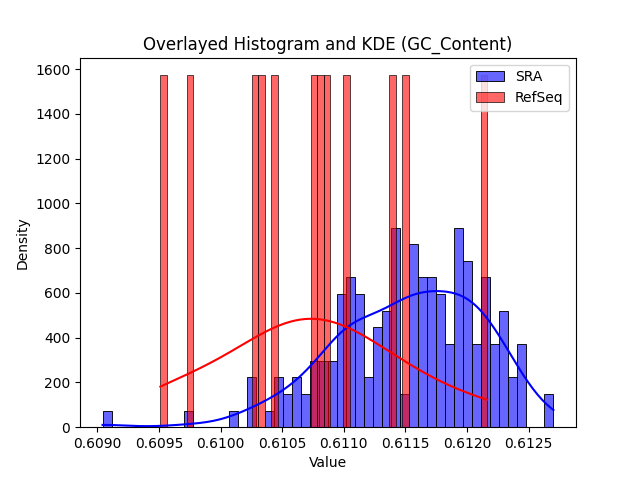 Overlayed Histogram and KDE (GC_Content)
SRA
RefSeq
1600
1400
1200
1000
800
600
400
200
0
Density
0.6090 0.6095 0.6100 0.6105 0.6110 0.6115 0.6120 0.6125
Value